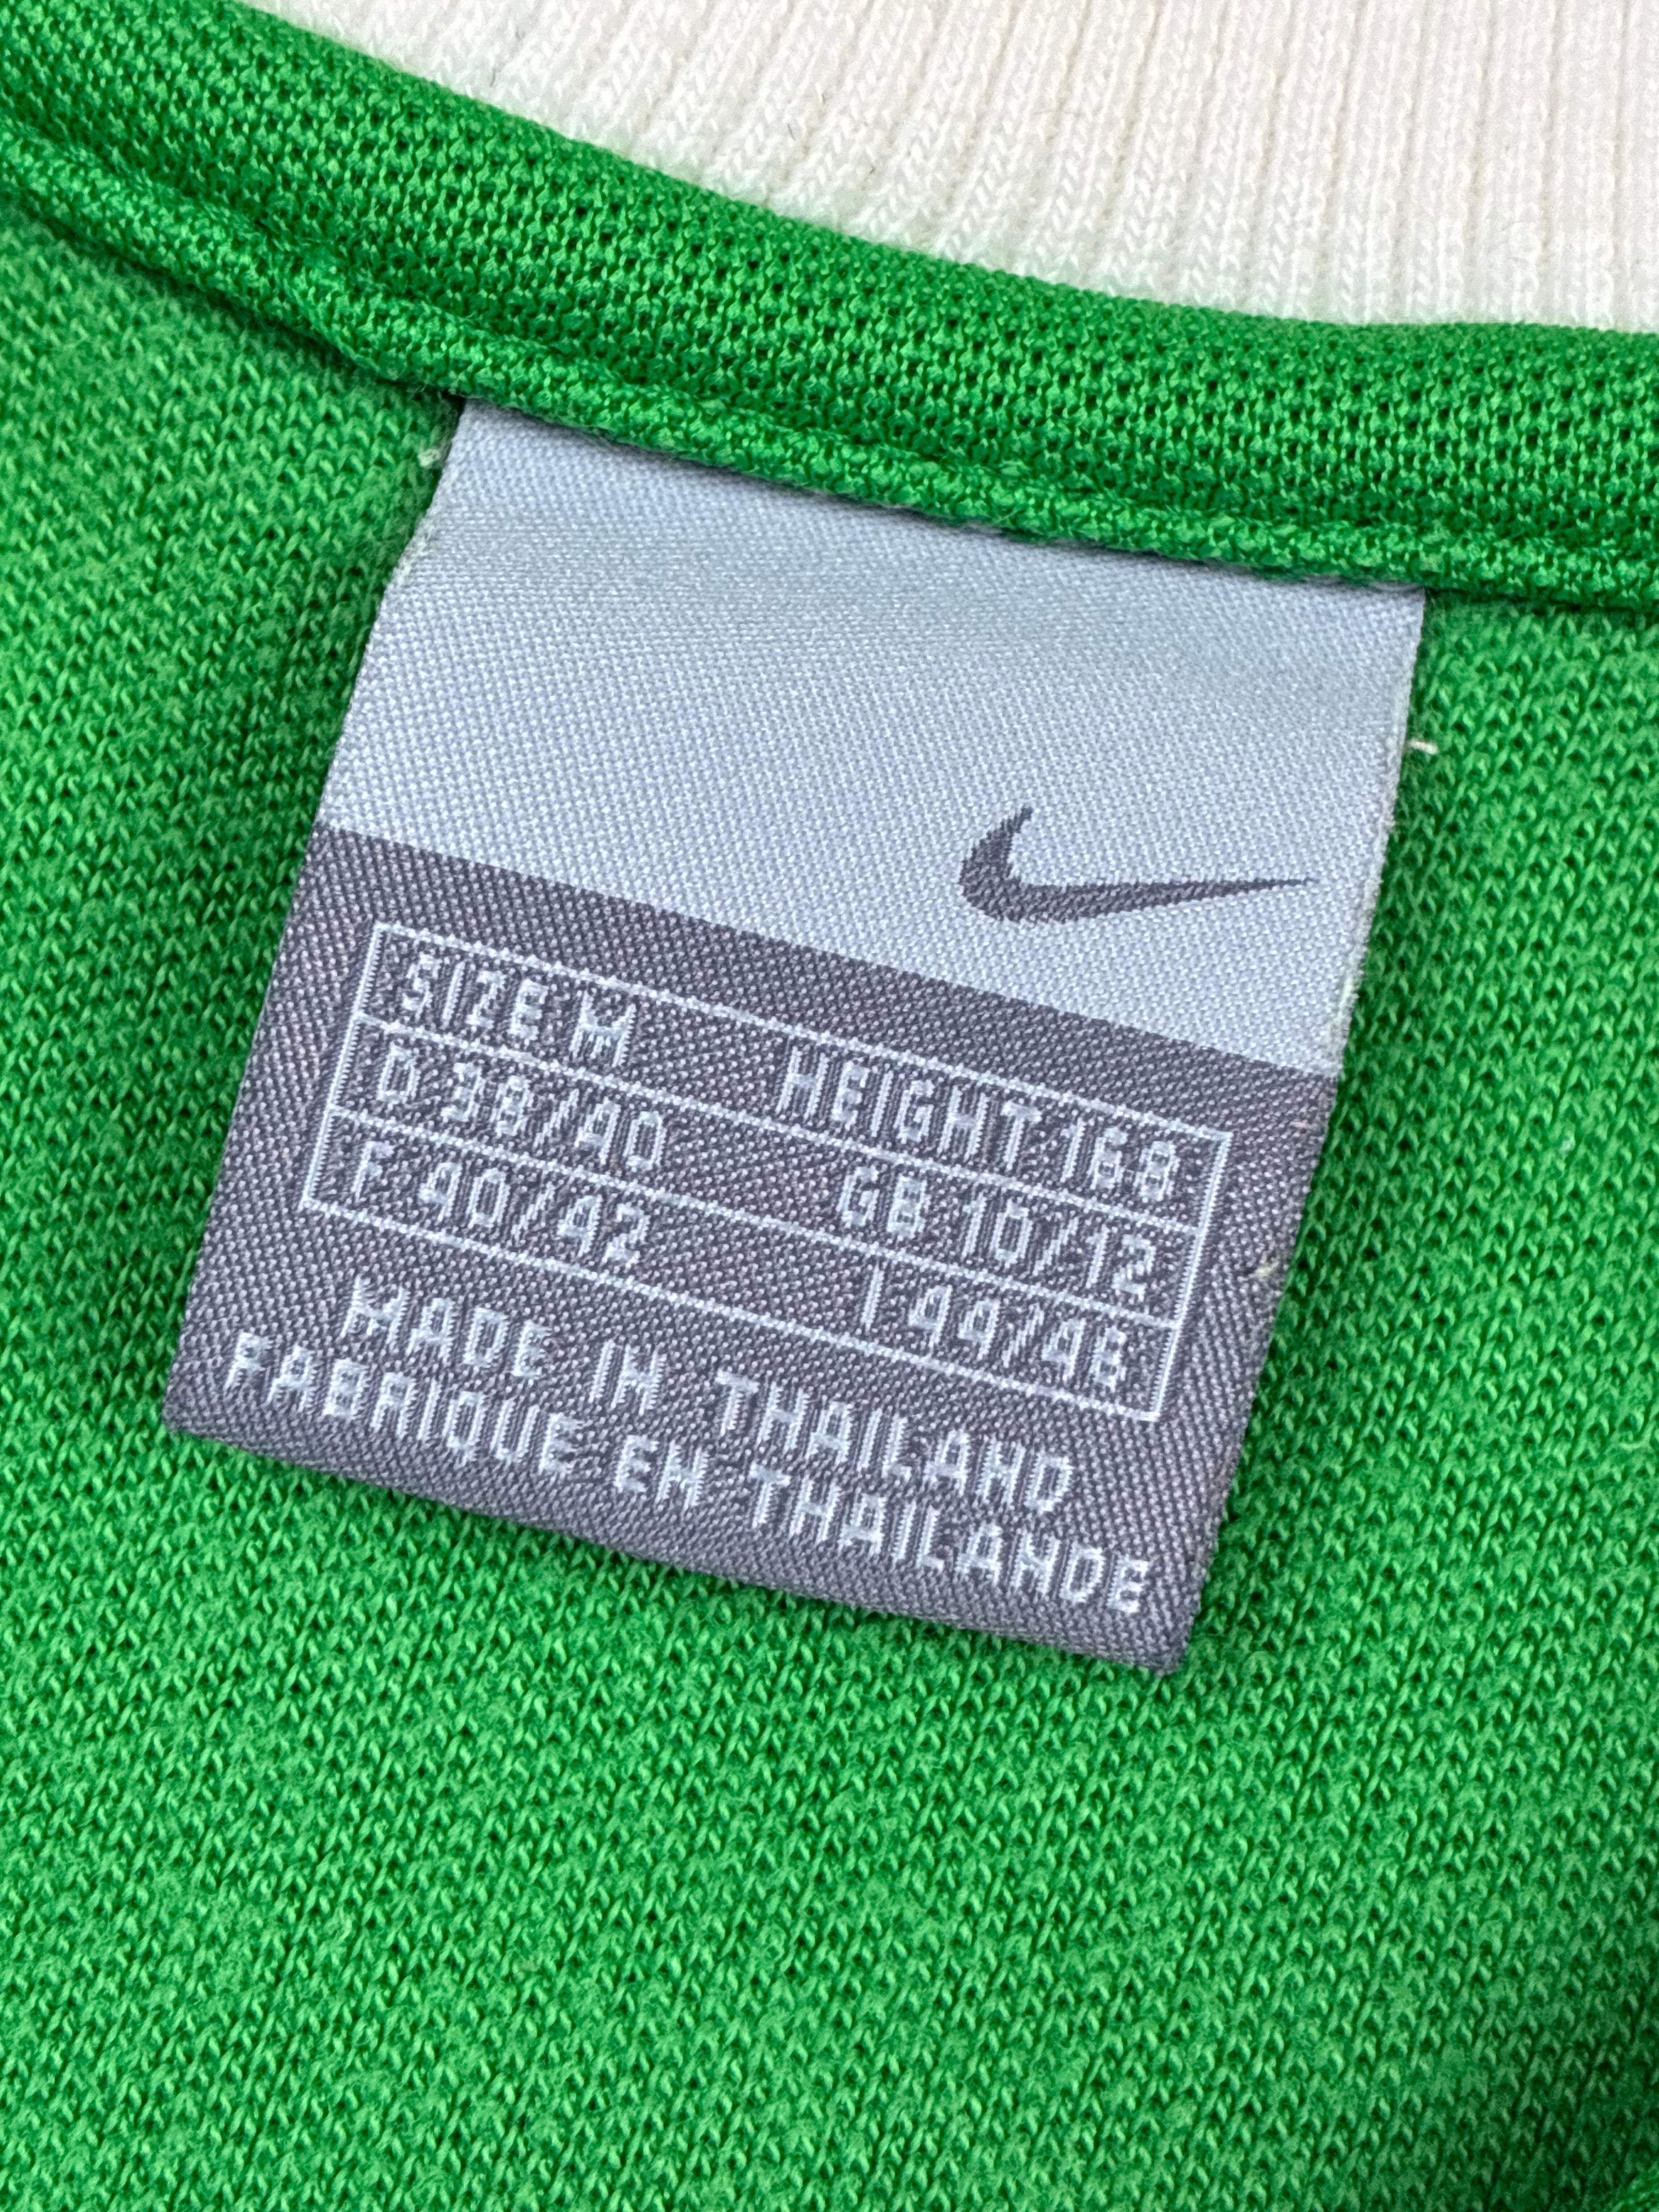 SIZE M HEIGHT 168
D 38/40 GB 10/12
F 40/42 I 44/46
MADE IN THAILAND
FABRIQUE EN THAILANDE